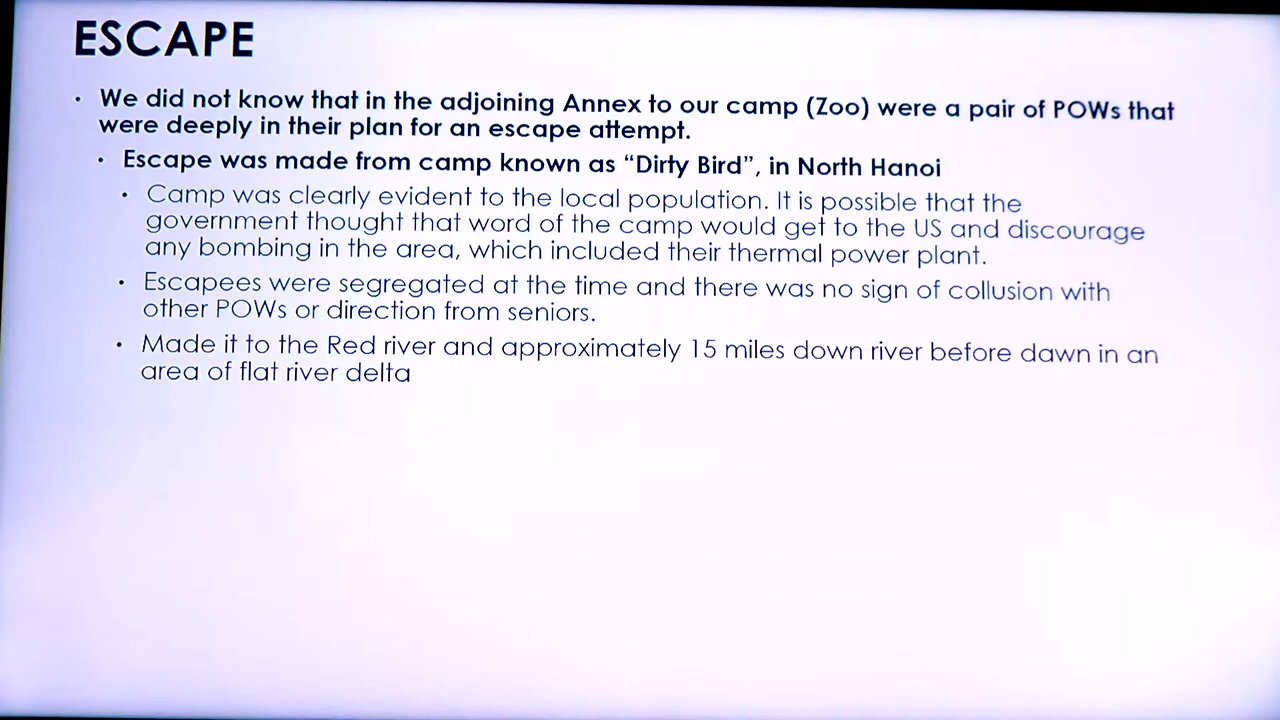 ESCAPE
· We did not know that in the adjoining Annex to our camp (Zoo) were a pair of POWs that
were deeply in their plan for an escape attempt.
· Escape was made from camp known as “Dirty Bird”, in North Hanoi
· Camp was clearly evident to the local population. It is possible that the
government thought that word of the camp would get to the US and discourage
any bombing in the area, which included their thermal power plant.
· Escapees were segregated at the time and there was no sign of collusion with
other POWs or direction from seniors.
· Made it to the Red river and approximately 15 miles down river before dawn in an
area of flat river delta